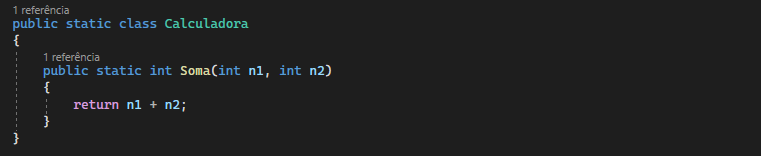 1 referência
public static class Calculadora
{
1 referência
public static int Soma(int n1, int n2)
{
return n1 + n2;
}
}